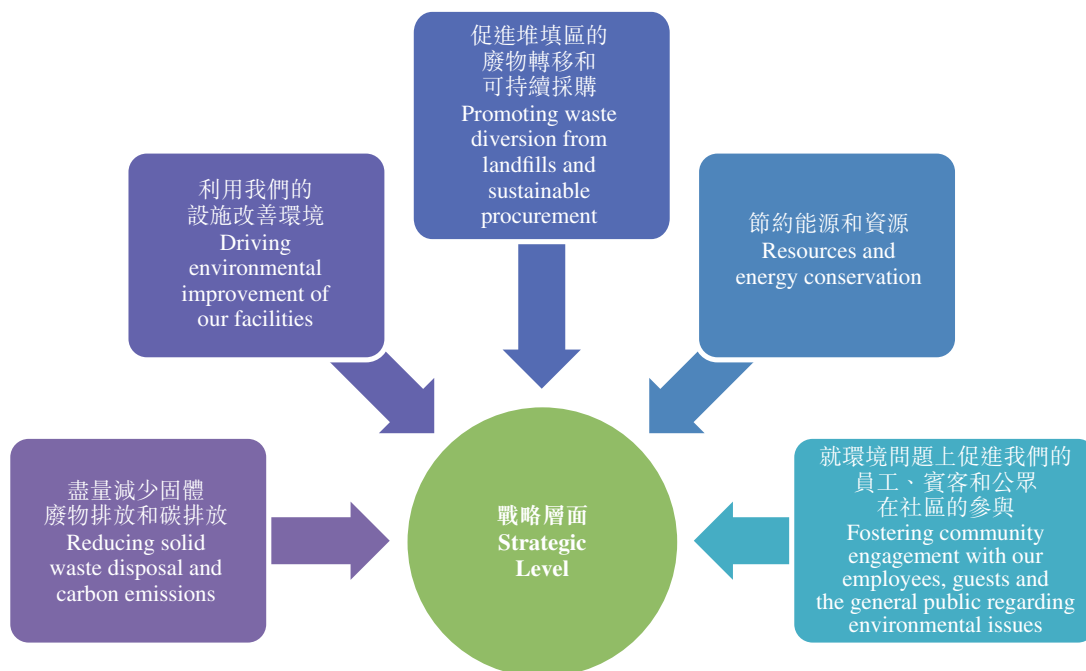 促進堆填區的
廢物轉移和
可持續採購
Promoting waste
diversion from
landfills and
sustainable
procurement
利用我們的
設施改善環境
Driving
environmental
improvement of
our facilities
節約能源和資源
Resources and
energy conservation
盡量減少固體
廢物排放和碳排放
Reducing solid
waste disposal and
carbon emissions
戰略層面
Strategic
Level
就環境問題上促進我們的
員工、賓客和公眾
在社區的參與
Fostering community
engagement with our
employees, guests and
the general public regarding
environmental issues